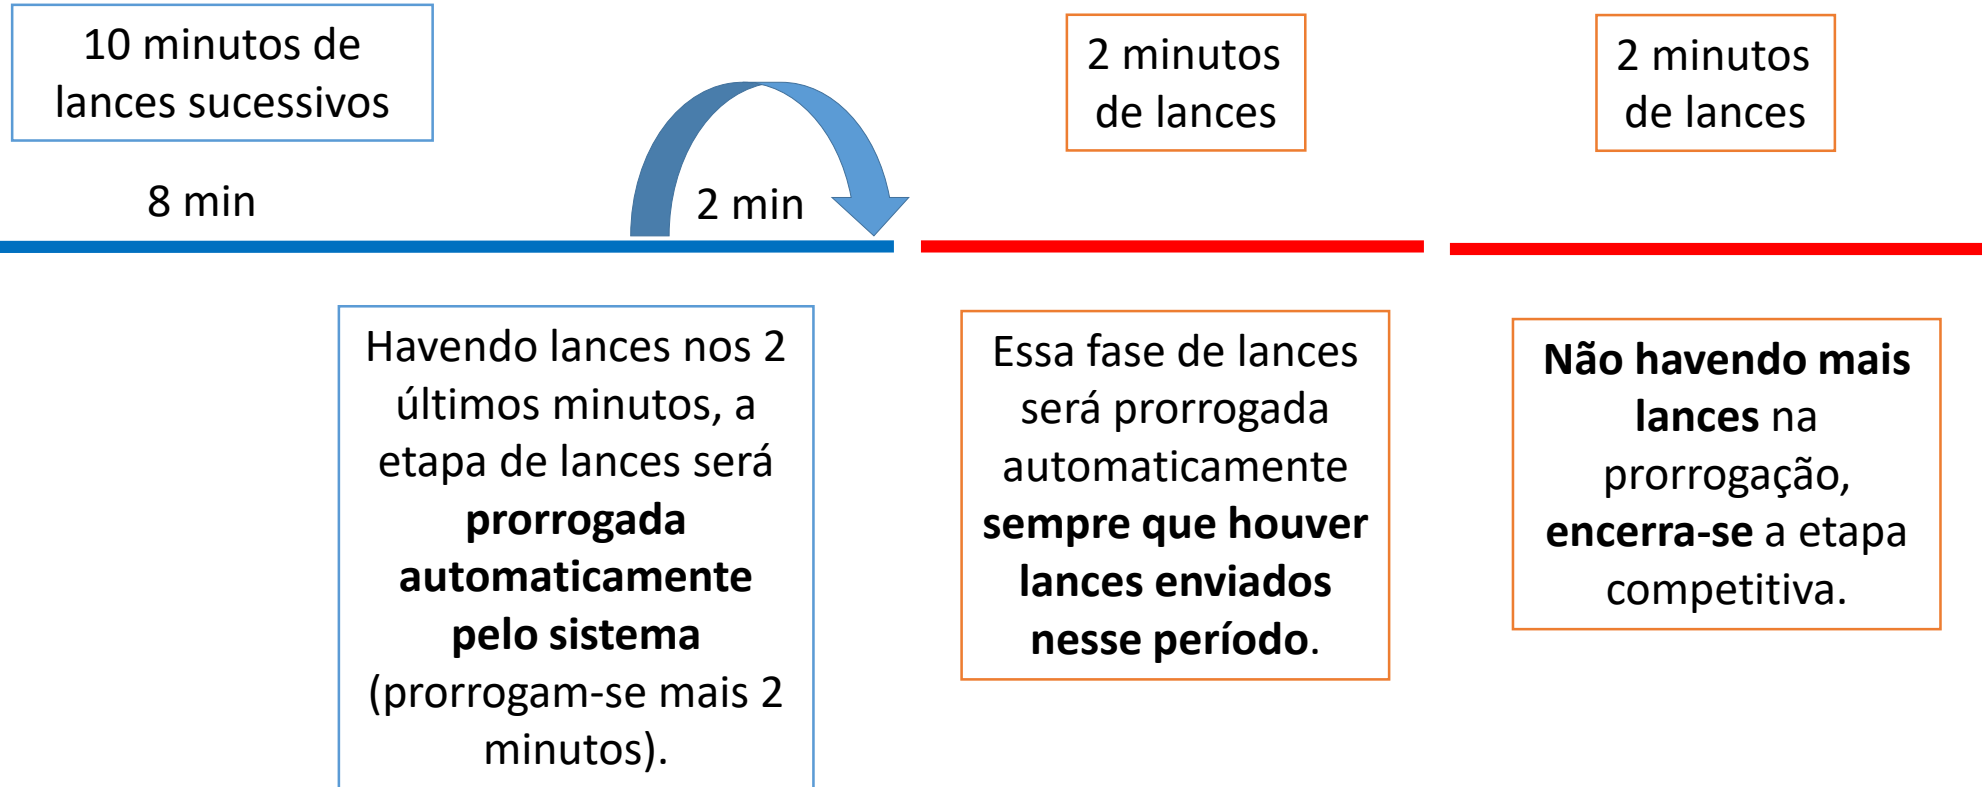 10 minutos de
lances sucessivos
8 min
2 min
2 minutos
de lances
2 minutos
de lances
Havendo lances nos 2
últimos minutos, a
etapa de lances será
prorrogada
automaticamente
pelo sistema
(prorrogam-se mais 2
minutos).
Essa fase de lances
será prorrogada
automaticamente
sempre que houver
lances enviados
nesse período.
Não havendo mais
lances na
prorrogação,
encerra-se a etapa
competitiva.